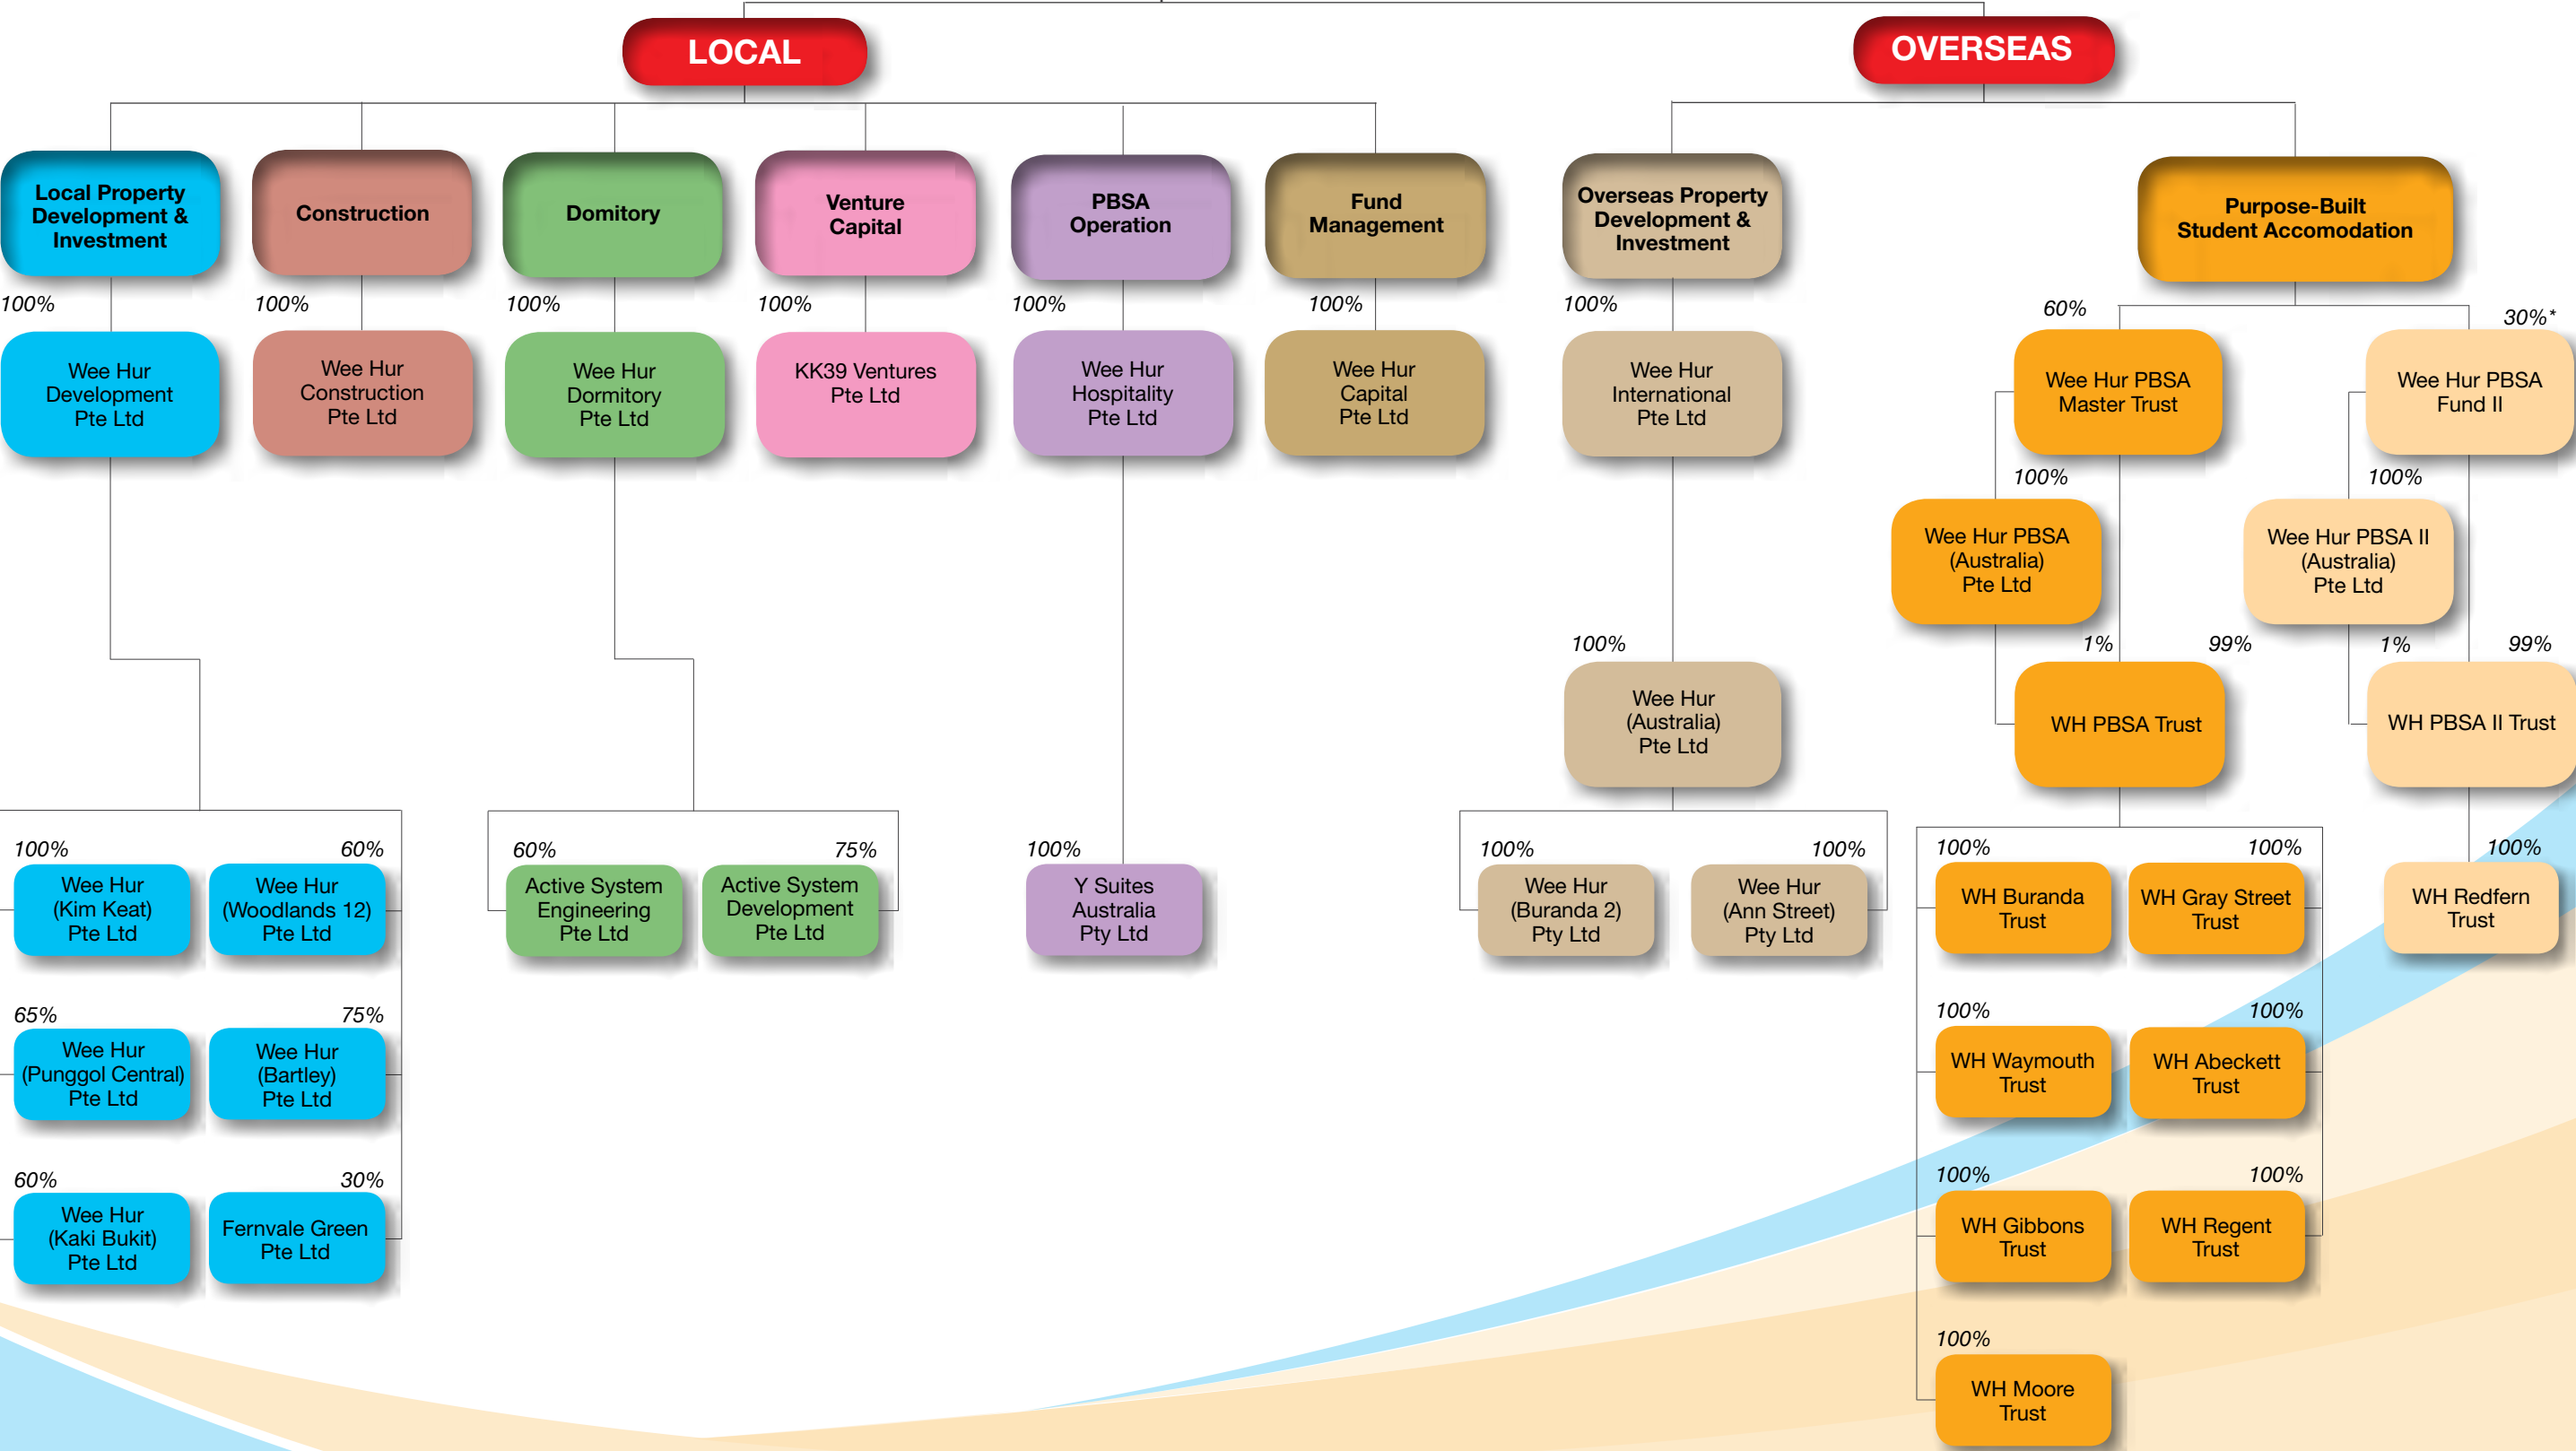 LOCAL
OVERSEAS
Local Property
Development &
Investment
Construction
Domitory
Venture
Capital
PBSA
Operation
Fund
Management
Overseas Property
Development &
Investment
Purpose-Built
Student Accomodation
100%
100%
100%
100%
100%
100%
100%
60%
30%*
Wee Hur
Development
Pte Ltd
Wee Hur
Construction
Pte Ltd
Wee Hur
Dormitory
Pte Ltd
KK39 Ventures
Pte Ltd
Wee Hur
Hospitality
Pte Ltd
Wee Hur
Capital
Pte Ltd
Wee Hur
International
Pte Ltd
Wee Hur PBSA
Master Trust
Wee Hur PBSA
Fund II
100%
100%
Wee Hur PBSA
(Australia)
Pte Ltd
Wee Hur PBSA II
(Australia)
Pte Ltd
100%
1%
99%
1%
99%
Wee Hur
(Australia)
Pte Ltd
WH PBSA Trust
WH PBSA II Trust
100%
60%
60%
75%
100%
100%
100%
100%
100%
100%
Wee Hur
(Kim Keat)
Pte Ltd
Wee Hur
(Woodlands 12)
Pte Ltd
Active System
Engineering
Pte Ltd
Active System
Development
Pte Ltd
Y Suites
Australia
Pty Ltd
Wee Hur
(Buranda 2)
Pty Ltd
Wee Hur
(Ann Street)
Pty Ltd
WH Buranda
Trust
WH Gray Street
Trust
WH Redfern
Trust
65%
75%
100%
100%
Wee Hur
(Punggol Central)
Pte Ltd
Wee Hur
(Bartley)
Pte Ltd
WH Waymouth
Trust
WH Abeckett
Trust
60%
30%
100%
100%
Wee Hur
(Kaki Bukit)
Pte Ltd
Fernvale Green
Pte Ltd
WH Gibbons
Trust
WH Regent
Trust
100%
WH Moore
Trust